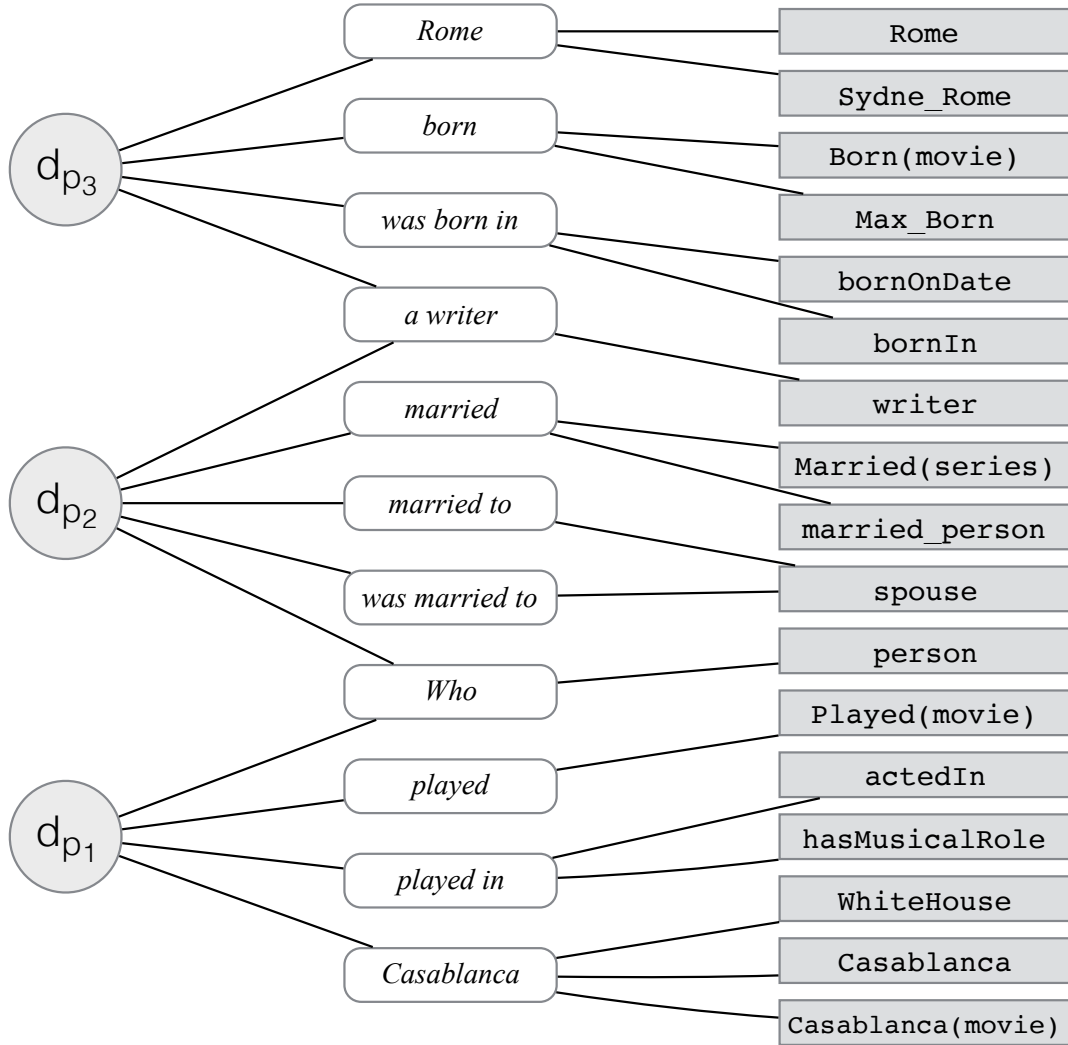 Rome
Rome
Sydne_Rome
born
Born(movie)
dp3
Max_Born
was born in
bornOnDate
a writer
bornIn
writer
married
Married(series)
dp2
married to
married_person
was married to
spouse
person
Who
Played(movie)
played
actedIn
dp1
hasMusicalRole
played in
WhiteHouse
Casablanca
Casablanca
Casablanca(movie)